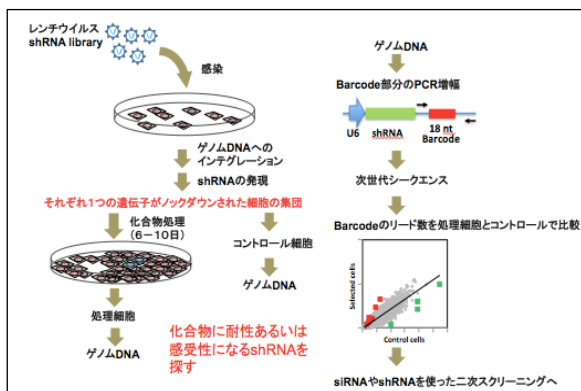 レンチウイルス
shRNA library
感染
ゲノムDNAへの
インテグレーション
shRNAの発現
それぞれ1つの遺伝子がノックダウンされた細胞の集団
化合物処理
(6-10日)
コントロール細胞
ゲノムDNA
処理細胞
ゲノムDNA
化合物に耐性あるいは
感受性になるshRNAを
探す
ゲノムDNA
Barcode部分のPCR増幅
U6
shRNA
18 nt
Barcode
次世代シークエンス
Barcodeのリード数を処理細胞とコントロールで比較
Selected cells
Control cells
siRNAやshRNAを使った二次スクリーニングへ